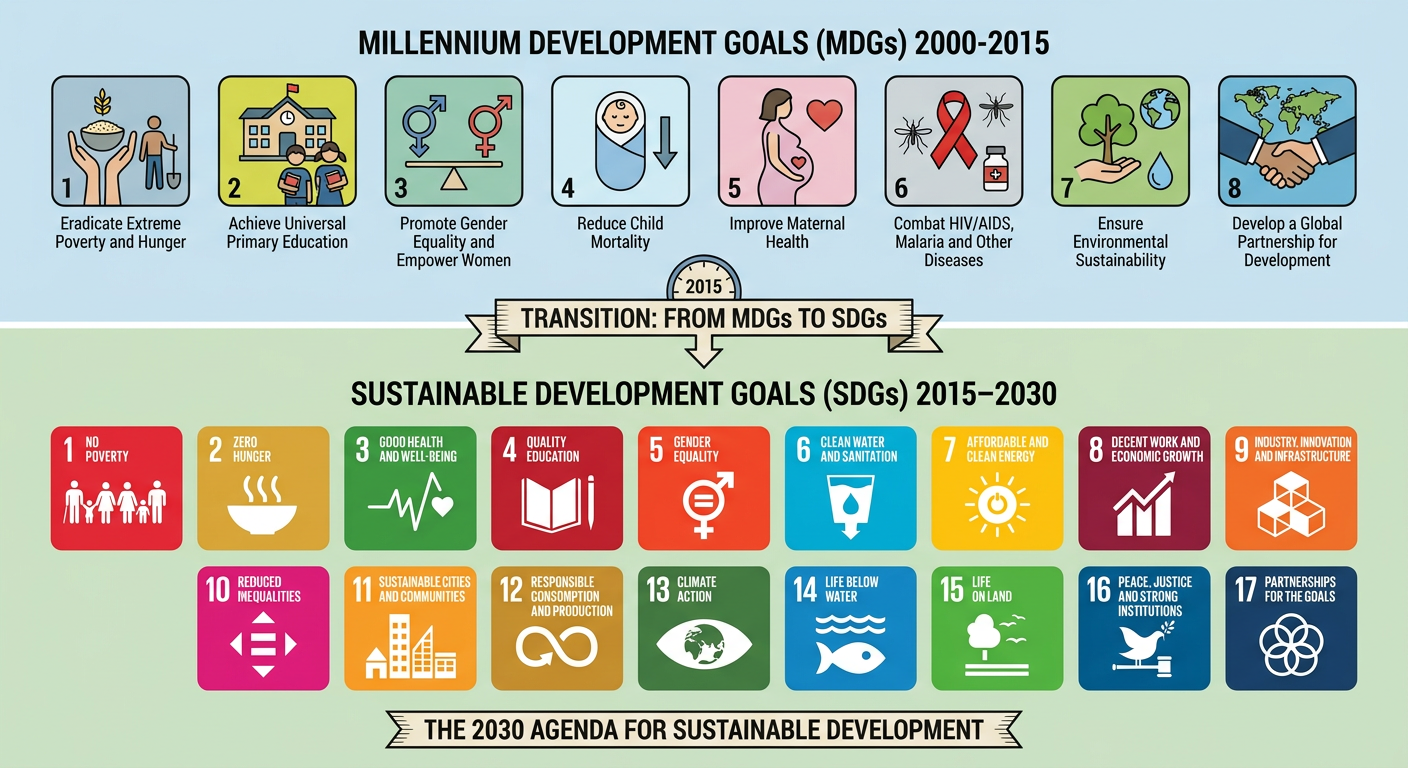 MILLENNIUM DEVELOPMENT GOALS (MDGs) 2000-2015
1
Eradicate Extreme
Poverty and Hunger
2
Achieve Universal
Primary Education
3
Promote Gender
Equality and
Empower Women
4
Reduce Child
Mortality
5
Improve Maternal
Health
6
Combat HIV/AIDS,
Malaria and Other
Diseases
7
Ensure
Environmental
Sustainability
8
Develop a Global
Partnership for
Development
2015
TRANSITION: FROM MDGs TO SDGs
SUSTAINABLE DEVELOPMENT GOALS (SDGs) 2015–2030
1 NO
POVERTY
2 ZERO
HUNGER
3 GOOD HEALTH
AND WELL-BEING
4 QUALITY
EDUCATION
5 GENDER
EQUALITY
6 CLEAN WATER
AND SANITATION
7 AFFORDABLE AND
CLEAN ENERGY
8 DECENT WORK AND
ECONOMIC GROWTH
9 INDUSTRY, INNOVATION
AND INFRASTRUCTURE
10 REDUCED
INEQUALITIES
11 SUSTAINABLE CITIES
AND COMMUNITIES
12 RESPONSIBLE
CONSOMPTION
AND PRODUCTION
13 CLIMATE
ACTION
14 LIFE BELOW
WATER
15 LIFE
ON LAND
16 PEACE, JUSTICE
AND STRONG
INSTITUTIONS
17 PARTNERSHIPS
FOR THE GOALS
THE 2030 AGENDA FOR SUSTAINABLE DEVELOPMENT